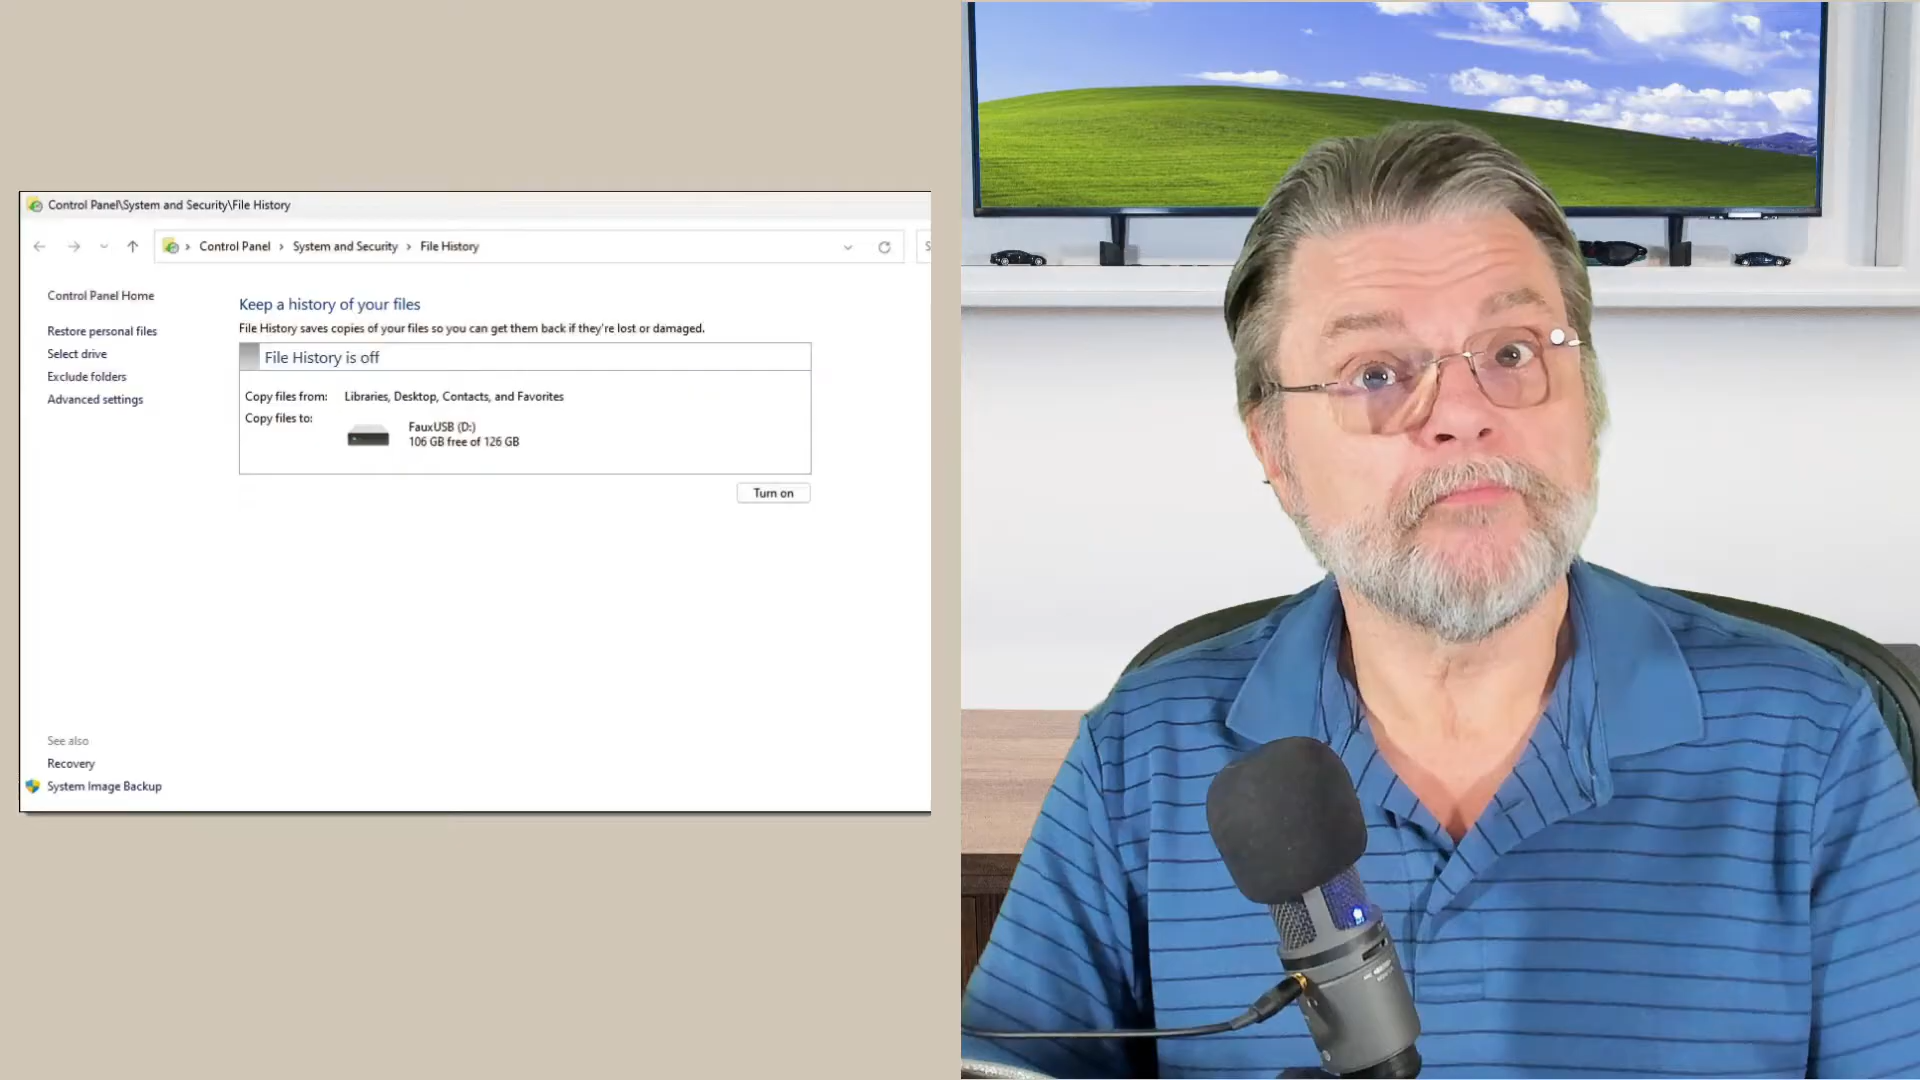 Control Panel\System and Security\File History
Control Panel > System and Security > File History
Control Panel Home
Restore personal files
Select drive
Exclude folders
Advanced settings
Keep a history of your files
File History saves copies of your files so you can get them back if they're lost or damaged.
File History is off
Copy files from: Libraries, Desktop, Contacts, and Favorites
Copy files to: FauxUSB (D:)
106 GB free of 126 GB
Turn on
See also
Recovery
System Image Backup